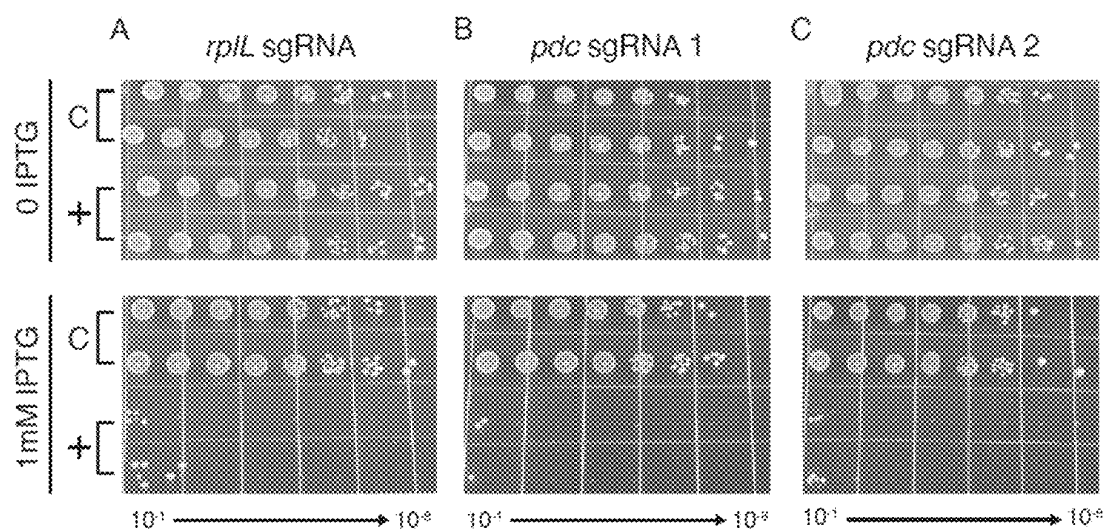 A rplL sgRNA B pdc sgRNA 1 C pdc sgRNA 2
0 IPTG
C
+
1mM IPTG
C
+
10⁻¹ 10⁻⁸ 10⁻¹ 10⁻⁸ 10⁻¹ 10⁻⁸